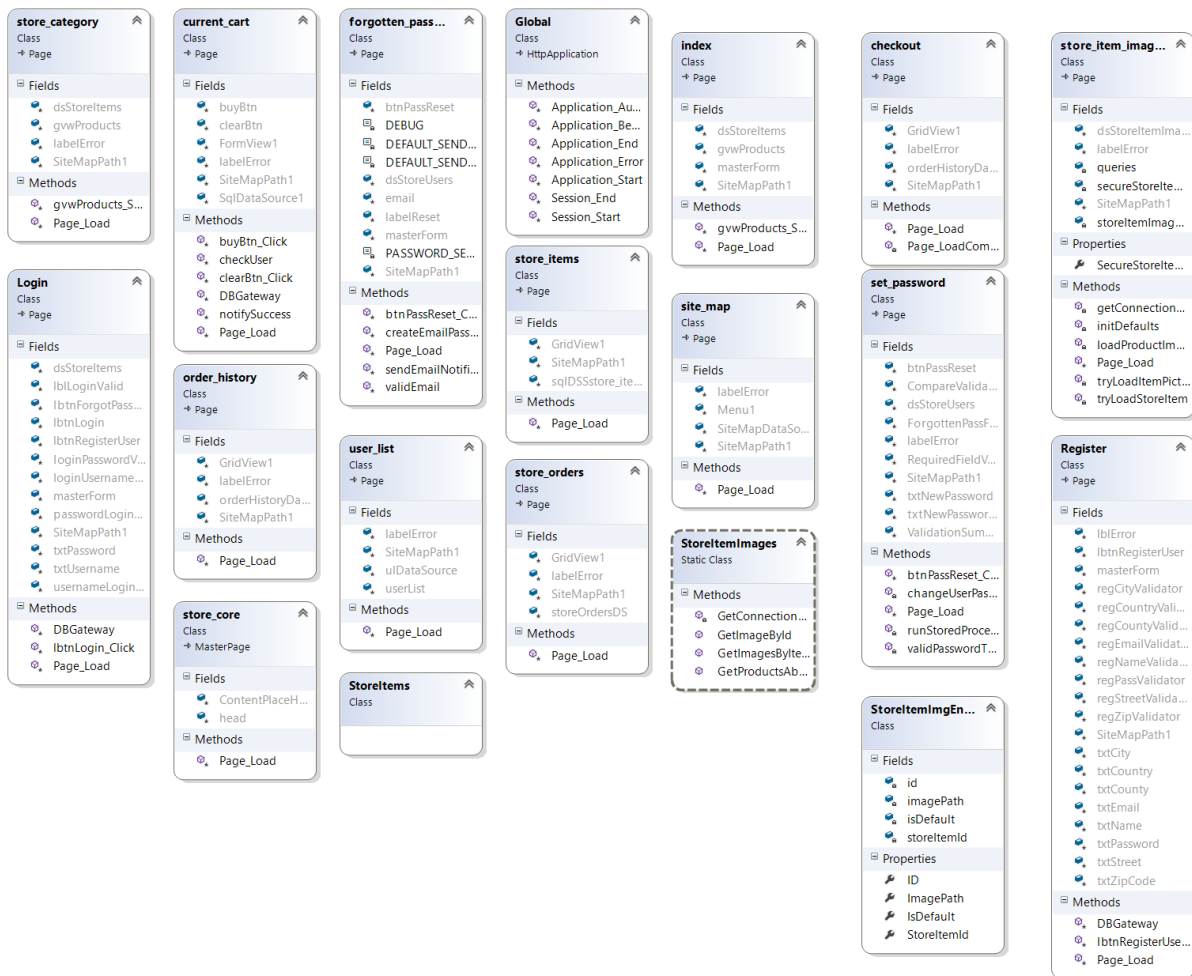 store_category
Class
Page
Fields
dsStoreItems
gvwProducts
labelError
SiteMapPath1
Methods
gvwProducts_S...
Page_Load
Login
Class
Page
Fields
dsStoreItems
lblLoginValid
lbtnForgotPass...
lbtnLogin
lbtnRegisterUser
loginPasswordV...
loginUsername...
masterForm
passwordLogin...
SiteMapPath1
txtPassword
txtUsername
usernameLogin...
Methods
DBGateway
lbtnLogin_Click
Page_Load
current_cart
Class
Page
Fields
buyBtn
clearBtn
FormView1
labelError
SiteMapPath1
SqlDataSource1
Methods
buyBtn_Click
checkUser
clearBtn_Click
DBGateway
notifySuccess
Page_Load
order_history
Class
Page
Fields
GridView1
labelError
orderHistoryDa...
SiteMapPath1
Methods
Page_Load
store_core
Class
MasterPage
Fields
ContentPlaceH...
head
Methods
Page_Load
forgotten_pass...
Class
Page
Fields
btnPassReset
DEBUG
DEFAULT_SEND...
DEFAULT_SEND...
dsStoreUsers
email
labelReset
masterForm
PASSWORD_SE...
SiteMapPath1
Methods
btnPassReset_C...
createEmailPass...
Page_Load
sendEmailNotifi...
validEmail
user_list
Class
Page
Fields
labelError
SiteMapPath1
ulDataSource
userList
Methods
Page_Load
StoreItems
Class
Global
Class
HttpApplication
Methods
Application_Au...
Application_Be...
Application_End
Application_Error
Application_Start
Session_End
Session_Start
store_items
Class
Page
Fields
GridView1
SiteMapPath1
sqlDSStore_ite...
Methods
Page_Load
store_orders
Class
Page
Fields
GridView1
labelError
SiteMapPath1
storeOrdersDS
Methods
Page_Load
index
Class
Page
Fields
dsStoreItems
gvwProducts
masterForm
SiteMapPath1
Methods
gvwProducts_S...
Page_Load
site_map
Class
Page
Fields
labelError
Menu1
SiteMapDataSo...
SiteMapPath1
Methods
Page_Load
StoreItemImages
Static Class
Methods
GetConnection...
GetImageById
GetImagesByIte...
GetProductsAb...
checkout
Class
Page
Fields
GridView1
labelError
orderHistoryDa...
SiteMapPath1
Methods
Page_Load
Page_LoadCom...
set_password
Class
Page
Fields
btnPassReset
CompareValida...
dsStoreUsers
ForgottenPassF...
labelError
RequiredFieldV...
SiteMapPath1
txtNewPassword
txtNewPasswor...
ValidationSum...
Methods
btnPassReset_C...
changeUserPas...
Page_Load
runStoredProce...
validPasswordT...
StoreItemImgEn...
Class
Fields
id
imagePath
isDefault
storeItemId
Properties
ID
ImagePath
IsDefault
StoreItemId
store_item_imag...
Class
Page
Fields
dsStoreItemIma...
labelError
queries
secureStoreIte...
SiteMapPath1
storeItemImag...
Properties
SecureStoreIte...
Methods
getConnection...
initDefaults
loadProductIm...
Page_Load
tryLoadItemPict...
tryLoadStoreItem
Register
Class
Page
Fields
lblError
lbtnRegisterUser
masterForm
regCityValidator
regCountryVali...
regCountyValid...
regEmailValidat...
regNameValida...
regPassValidator
regStreetValida...
regZipValidator
SiteMapPath1
txtCity
txtCountry
txtCounty
txtEmail
txtName
txtPassword
txtStreet
txtZipCode
Methods
DBGateway
lbtnRegisterUse...
Page_Load